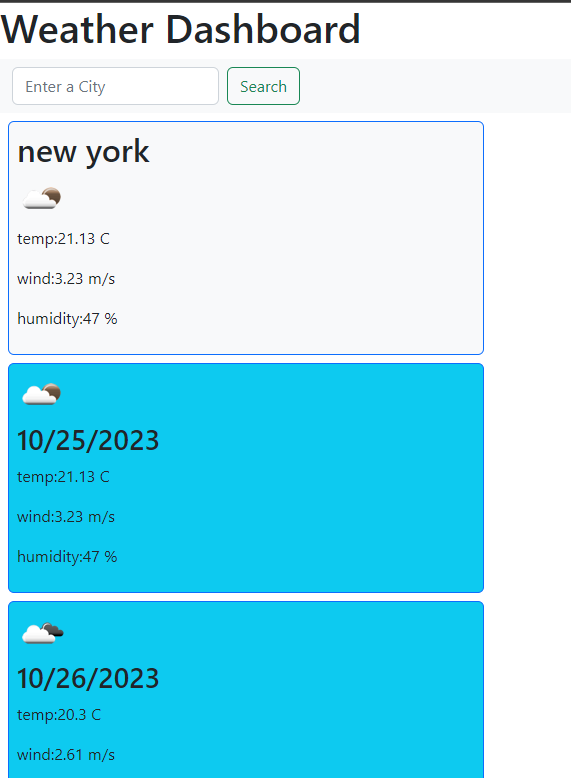 Weather Dashboard
Enter a City
Search
new york
temp:21.13 C
wind:3.23 m/s
humidity:47 %
10/25/2023
temp:21.13 C
wind:3.23 m/s
humidity:47 %
10/26/2023
temp:20.3 C
wind:2.61 m/s